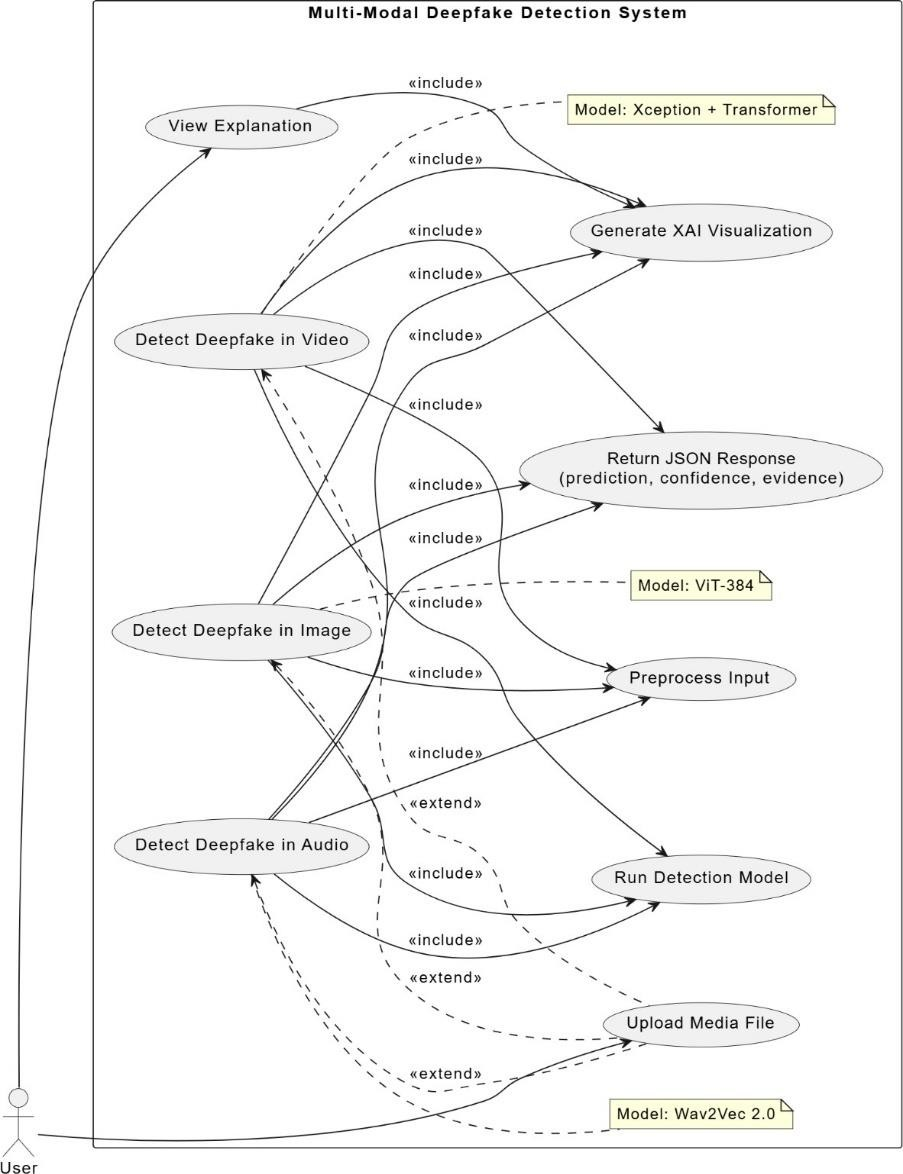 Multi-Modal Deepfake Detection System
«include»
Model: Xception + Transformer
View Explanation
«include»
«include»
Generate XAI Visualization
«include»
«include»
Detect Deepfake in Video
«include»
Return JSON Response
(prediction, confidence, evidence)
«include»
«include»
Model: ViT-384
«include»
Detect Deepfake in Image
«include»
Preprocess Input
«include»
«extend»
Detect Deepfake in Audio
«include»
Run Detection Model
«include»
«extend»
Upload Media File
«extend»
Model: Wav2Vec 2.0
User